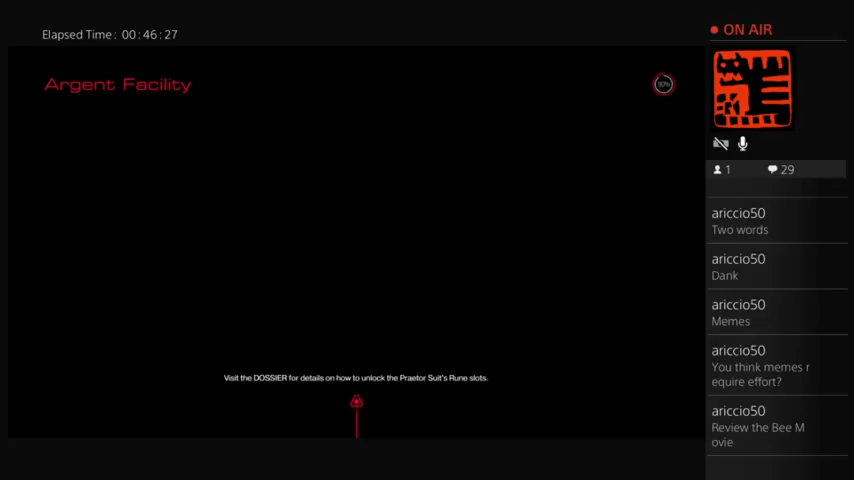 Elapsed Time: 00:46:27
ON AIR
Argent Facility
90%
1
29
ariccio50
Two words
ariccio50
Dank
ariccio50
Memes
ariccio50
You think memes r
equire effort?
ariccio50
Review the Bee M
ovie
Visit the DOSSIER for details on how to unlock the Praetor Suit's Rune slots.